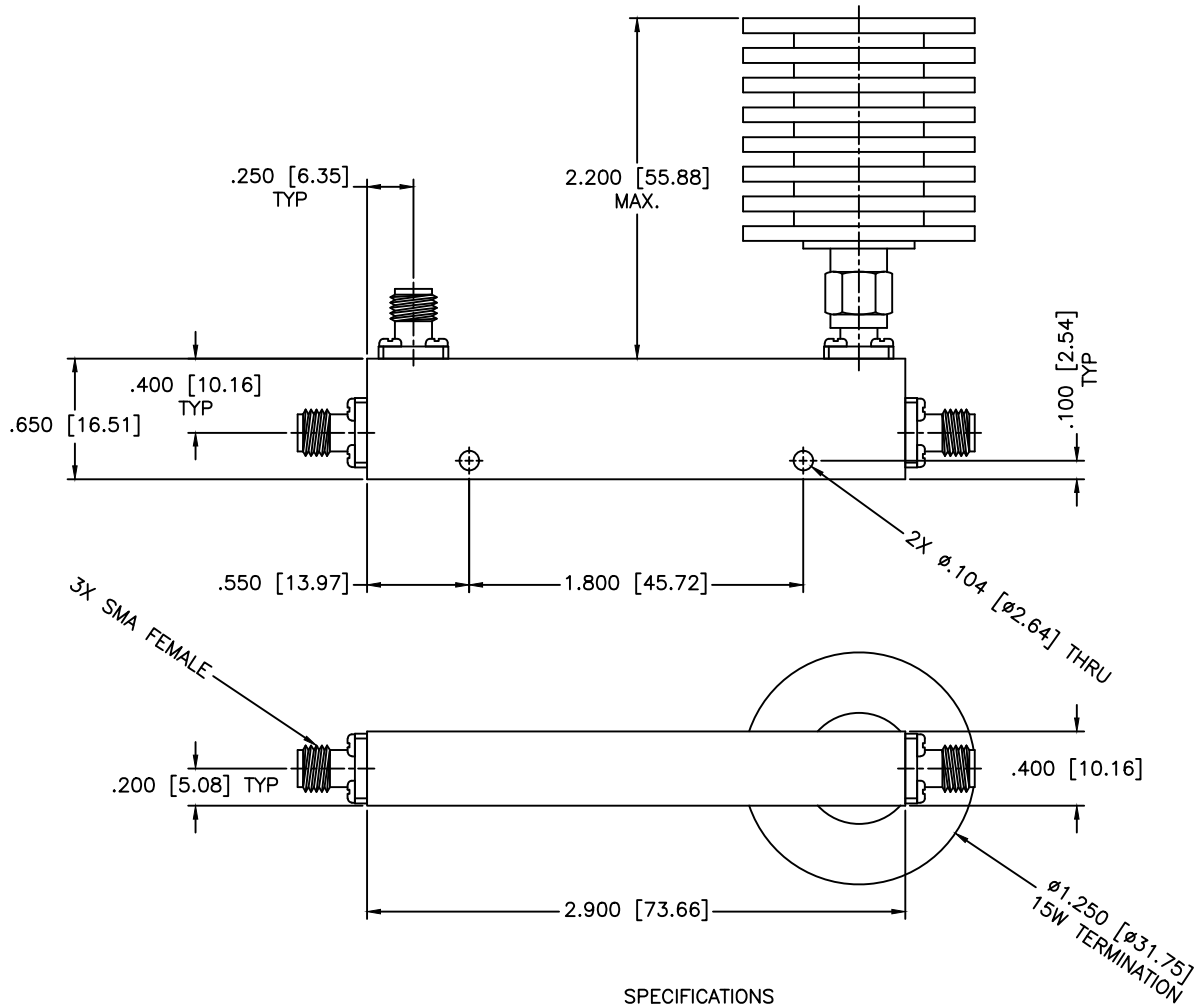 .250 [6.35]
TYP
2.200 [55.88]
MAX.
.400 [10.16]
TYP
.650 [16.51]
.100 [2.54]
TYP
.550 [13.97]
1.800 [45.72]
2X ø.104 [ø2.64] THRU
3X SMA FEMALE
.200 [5.08] TYP
.400 [10.16]
2.900 [73.66]
ø1.250 [ø31.75]
15W TERMINATION
SPECIFICATIONS